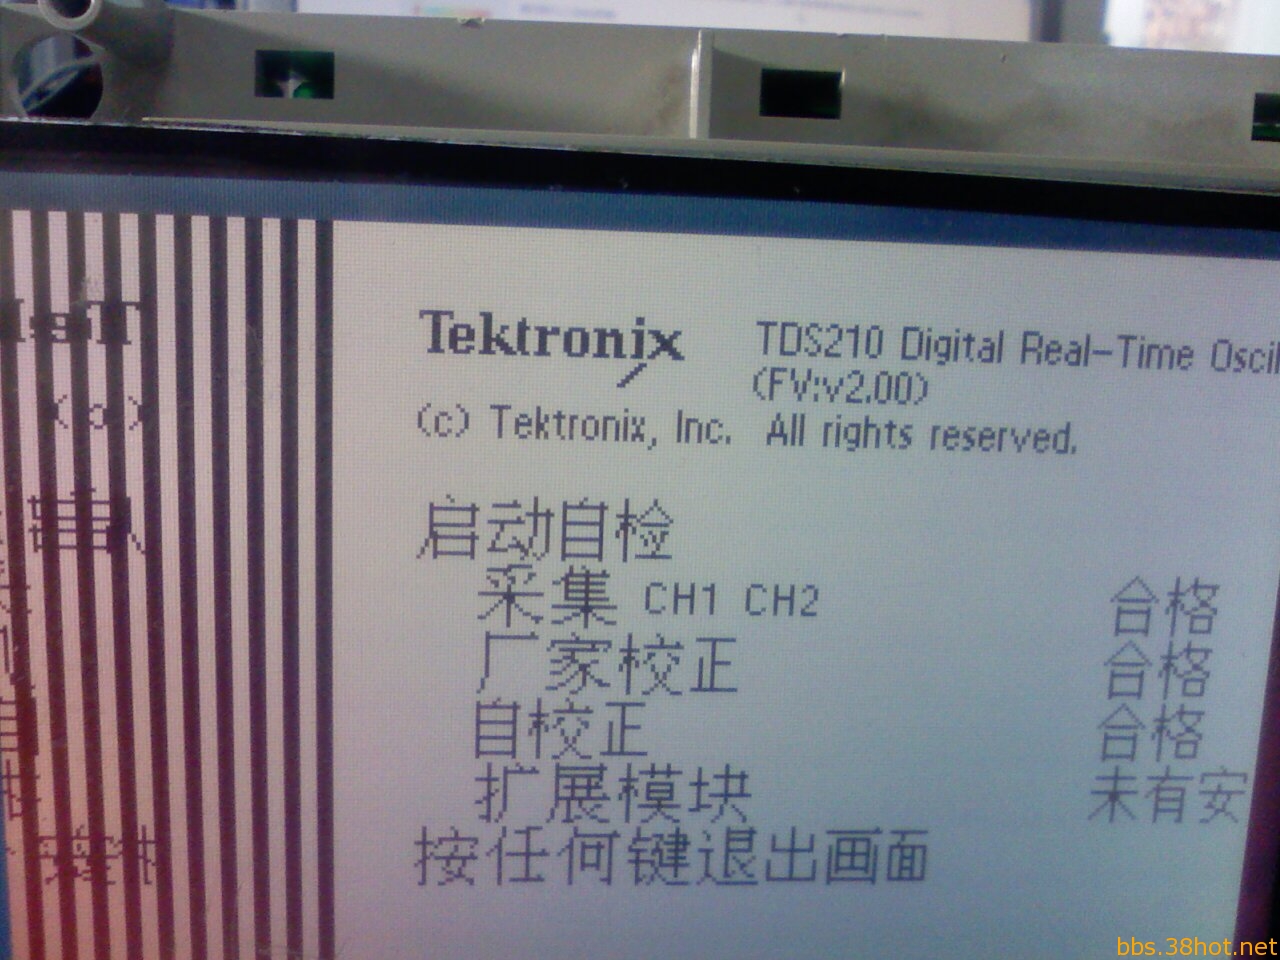 Tektronix TDS210 Digital Real-Time Oscil
(FV:v2.00)
(c) Tektronix, Inc. All rights reserved.
启动自检
采集 CH1 CH2 合格
厂家校正 合格
自校正 合格
扩展模块 未有安
按任何键退出画面
bbs.38hot.net